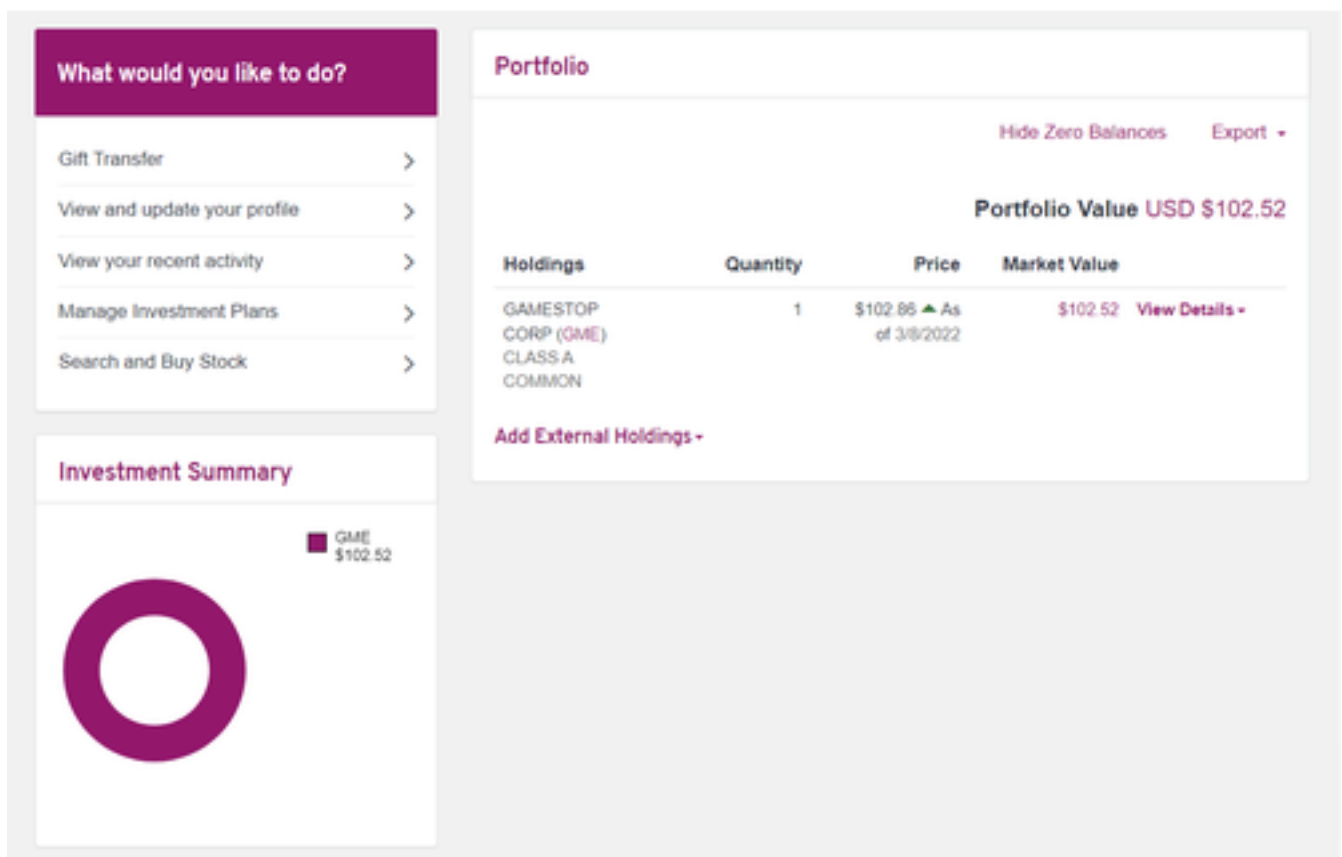 What would you like to do?
Gift Transfer
View and update your profile
View your recent activity
Manage Investment Plans
Search and Buy Stock
Investment Summary
GME
$102.52
Portfolio
Hide Zero Balances Export
Portfolio Value USD $102.52
Holdings Quantity Price Market Value
GAMESTOP 1 $102.86 As $102.52 View Details
CORP (GME) of 3/8/2022
CLASS A
COMMON
Add External Holdings